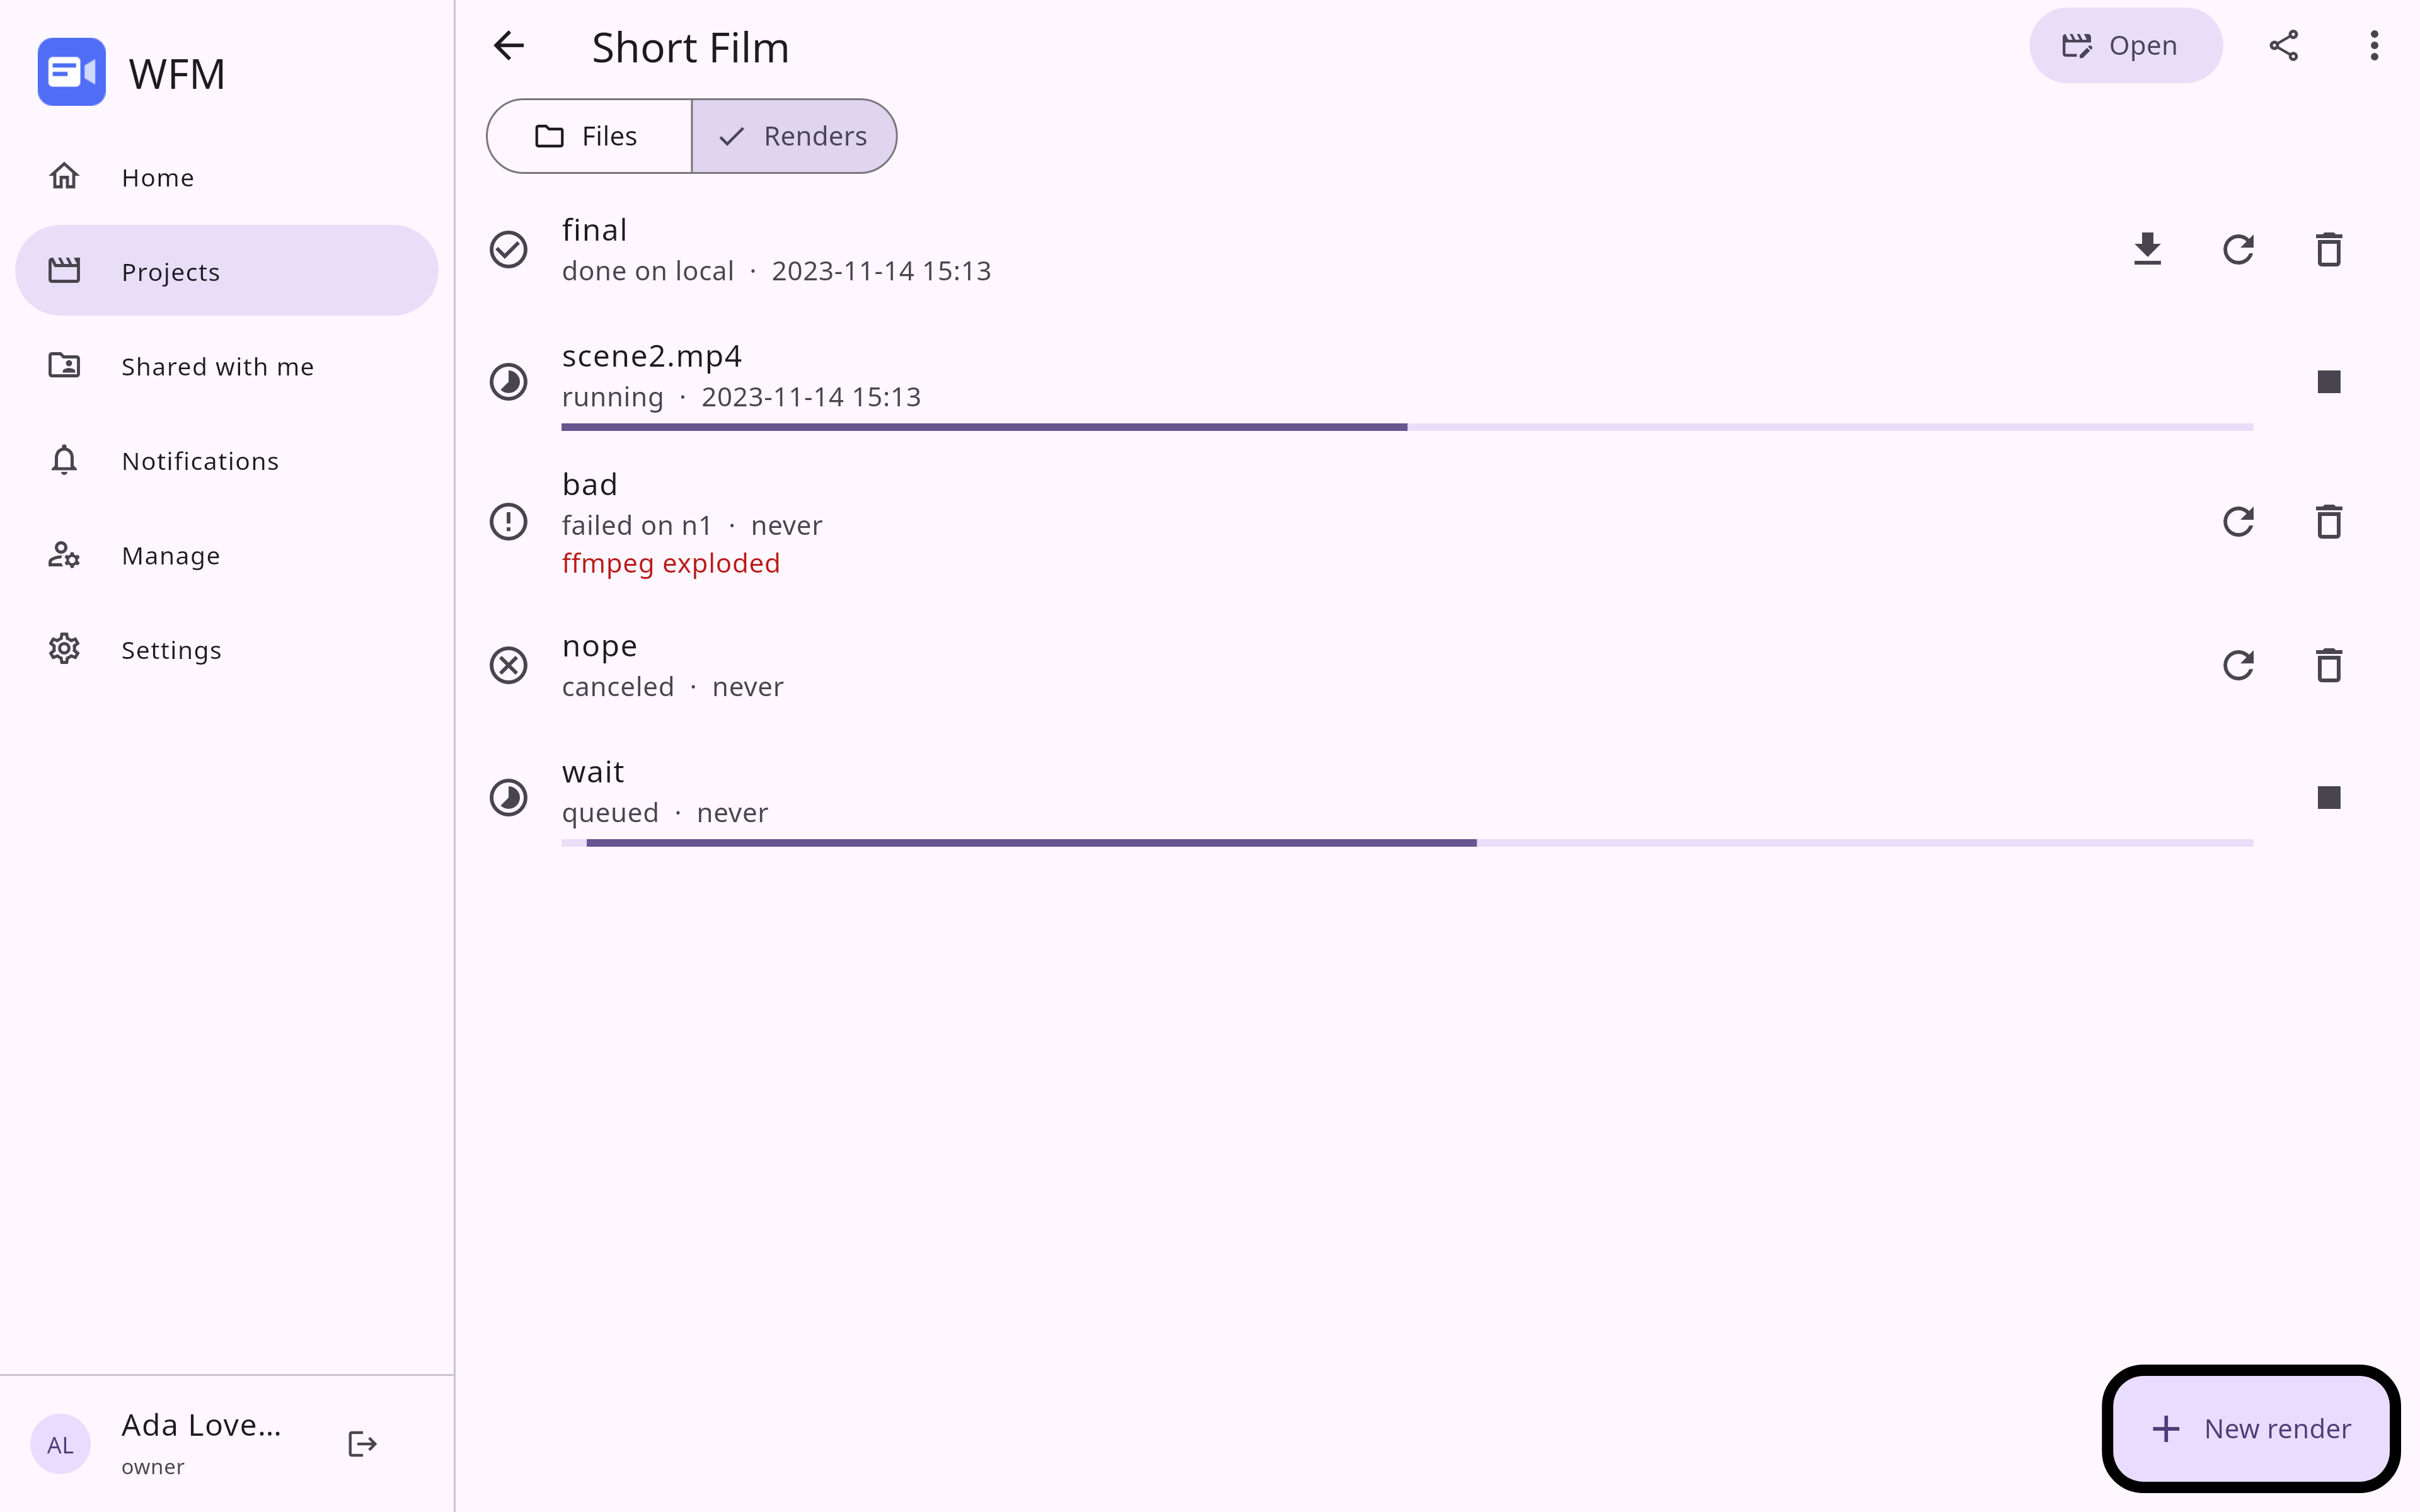 WFM
Home
Projects
Shared with me
Notifications
Manage
Settings
AL
Ada Love...
owner
Short Film
Open
Files
Renders
final
done on local · 2023-11-14 15:13
scene2.mp4
running · 2023-11-14 15:13
bad
failed on n1 · never
ffmpeg exploded
nope
canceled · never
wait
queued · never
New render